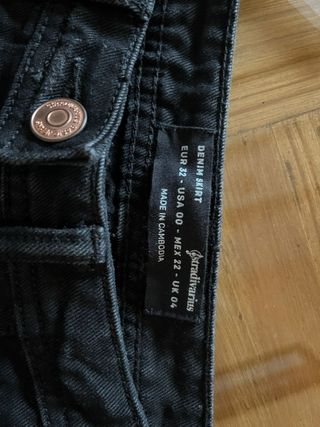 DENIM SKIRT
EUR 32 - USA 00 - MEX 22 - UK 04
MADE IN CAMBODIA
stradivarius